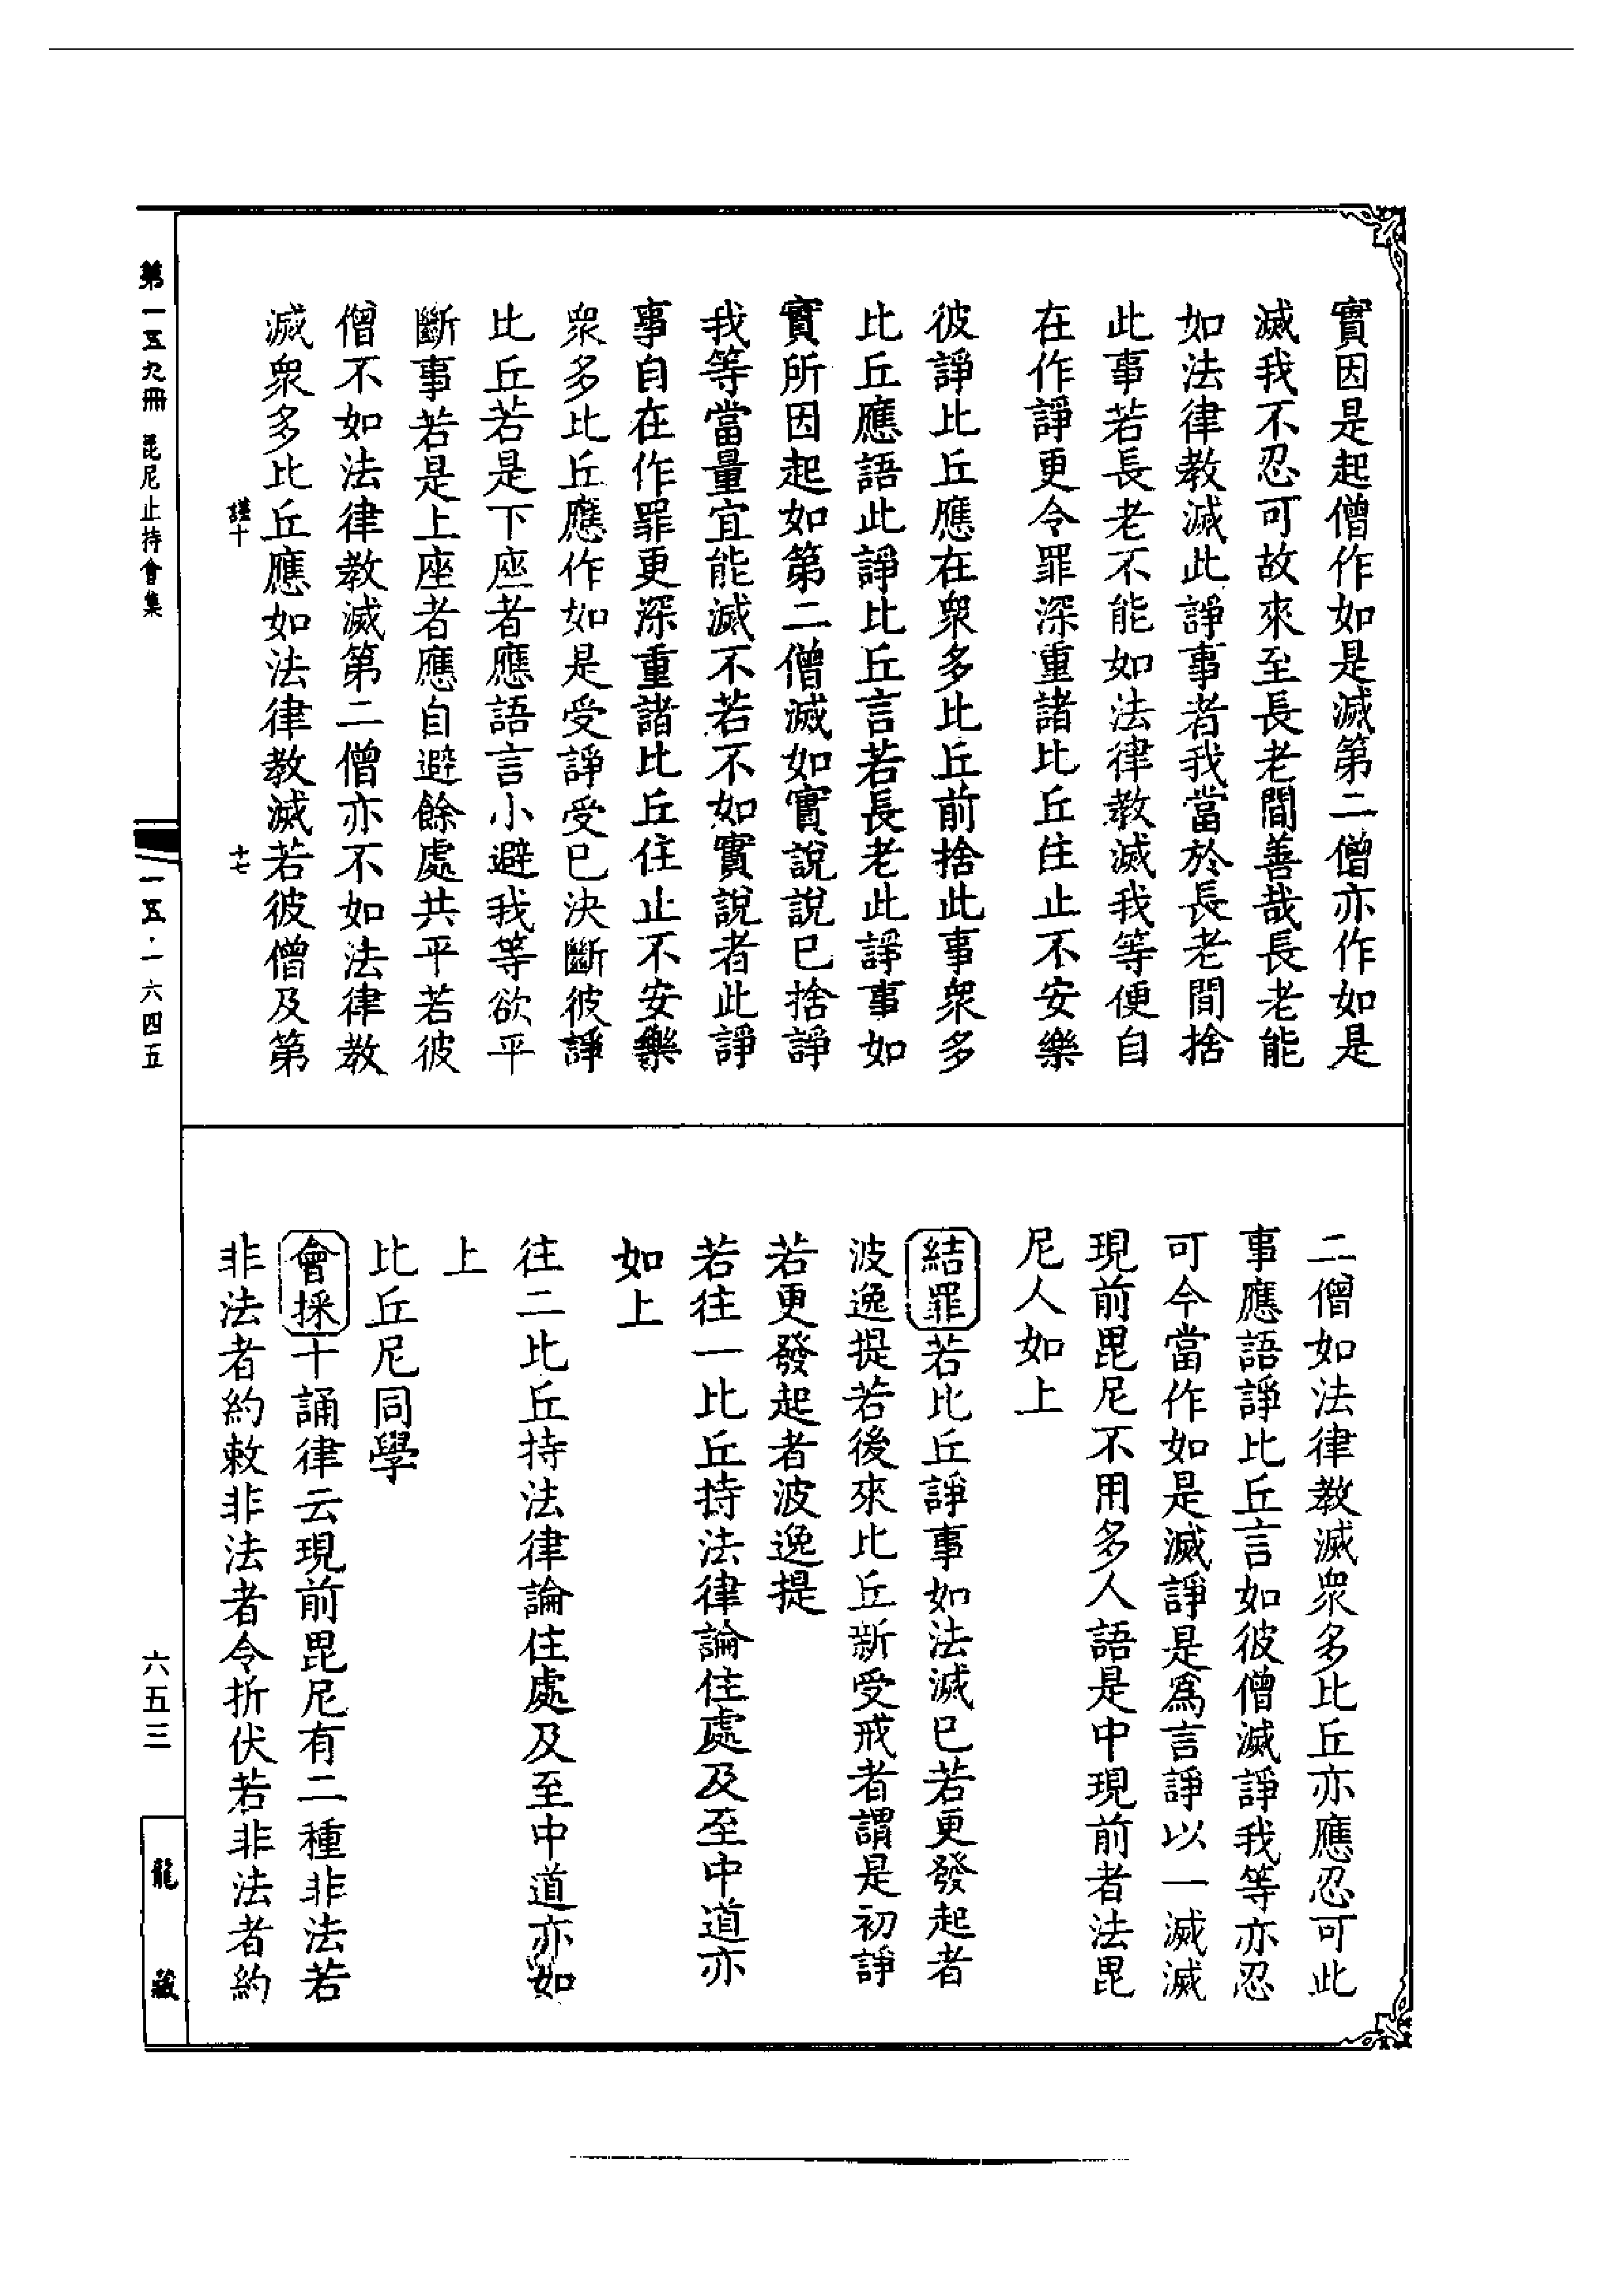 實因是起僧作如是滅第二僧亦作如是
滅我不忍可故來至長老間善哉長老能
如法律教滅此諍事者我當於長老間捨
此事若長老不能如法律教滅我等便自
在作諍更令罪深重諸比丘住止不安樂
彼諍比丘應在衆多比丘前捨此事衆多
比丘應語此諍比丘言若長老此諍事如
實所因起如第二僧滅如實說說已捨諍
我等當量宜能滅不若不如實說者此諍
事自在作罪更深重諸比丘住止不安樂
衆多比丘應作如是受諍受已決斷彼諍
比丘若是下座者應語言小避我等欲平
斷事若是上座者應自避餘處共平若彼
僧不如法律教滅第二僧亦不如法律教
滅衆多比丘應如法律教滅若彼僧及第
謹十
十七
二僧如法律教滅衆多比丘亦應忍可此
事應語諍比丘言如彼僧滅諍我等亦忍
可今當作如是滅諍是爲言諍以一滅滅
現前毘尼不用多人語是中現前者法毘
尼人如上
結罪若比丘諍事如法滅已若更發起者
波逸提若後來比丘新受戒者謂是初諍
若更發起者波逸提
若往一比丘持法律論住處及至中道亦
如上
往二比丘持法律論住處及至中道亦如
上
比丘尼同學
會採十誦律云現前毘尼有二種非法若
非法者約敕非法者令折伏若非法者約
第一五九冊 毘尼止持會集
一五·一六四五
六五三
龍藏